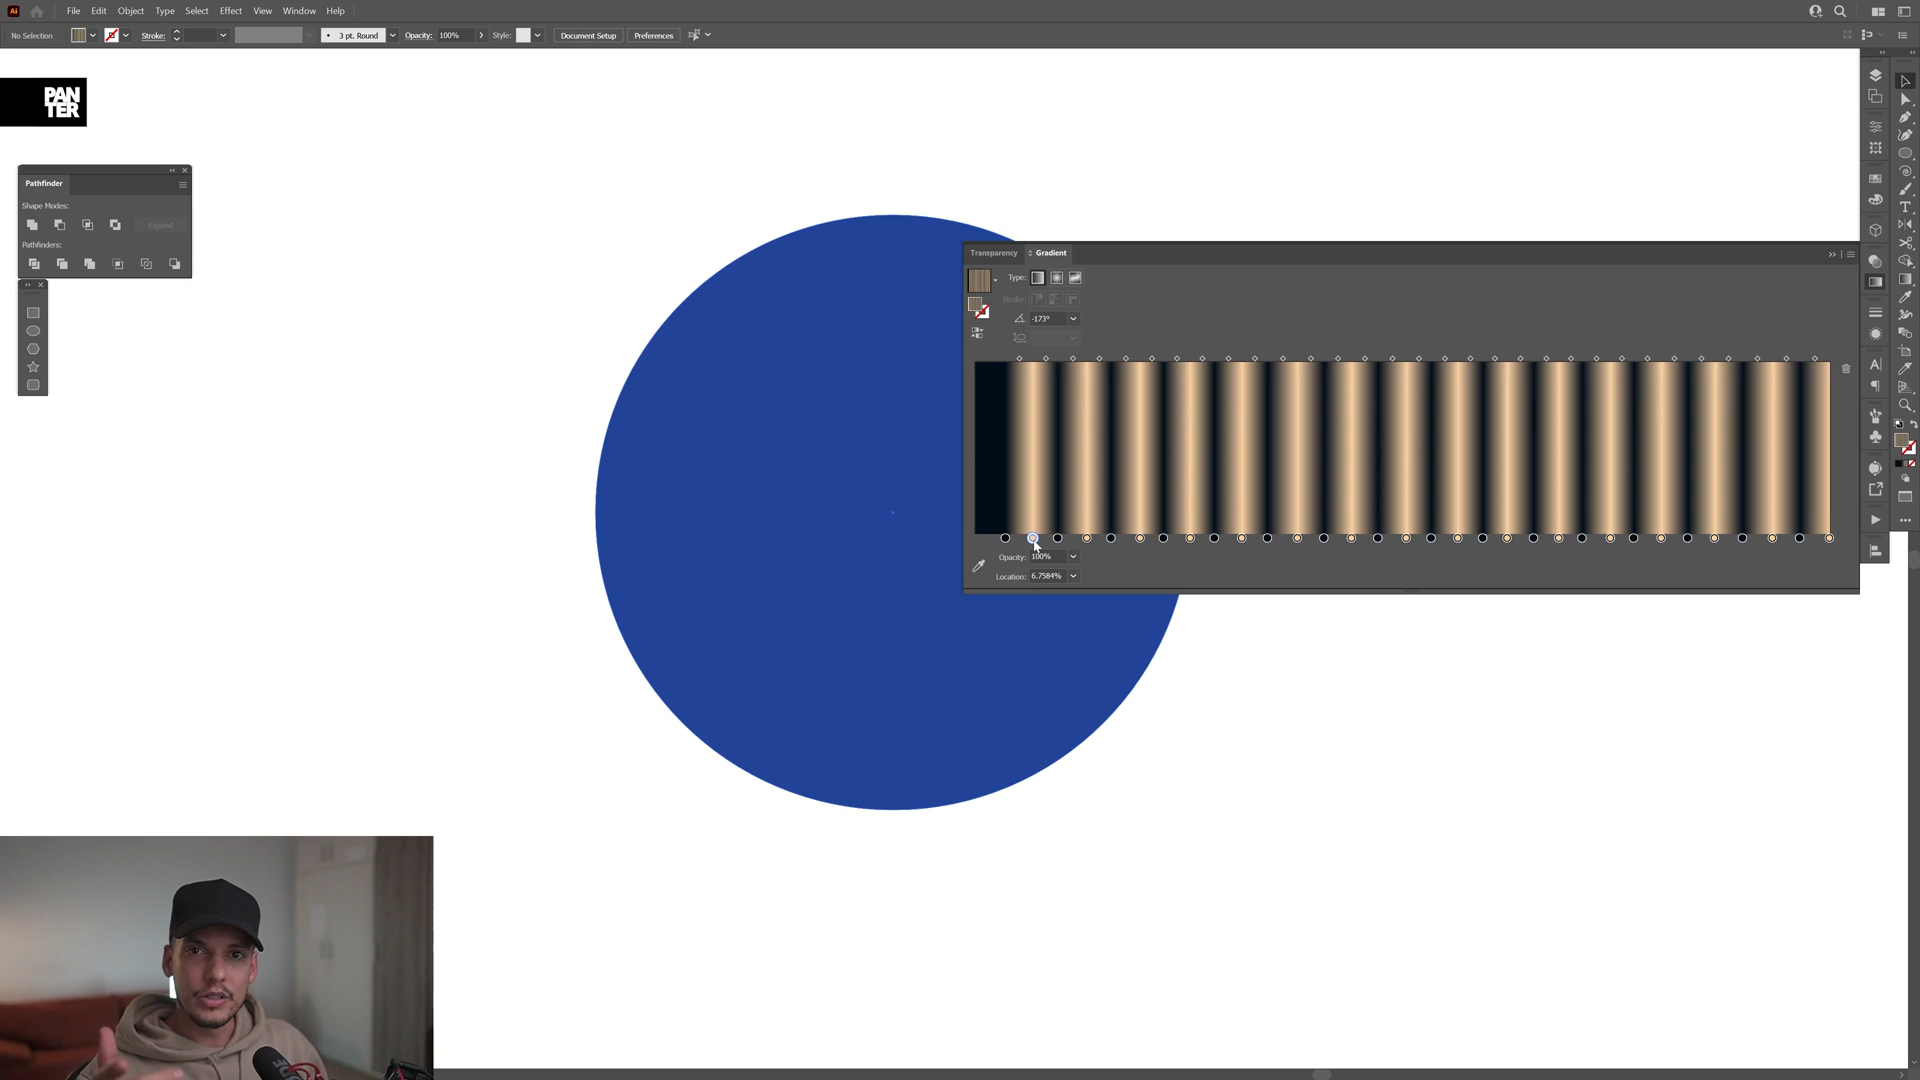 Ai File Edit Object Type Select Effect View Window Help
No Selection Stroke: 3 pt. Round Opacity: 100% Style: Document Setup Preferences
PAN
TER
Pathfinder
Shape Modes:
Expand
Pathfinders:
Transparency Gradient
Type:
Stroke:
-173°
Opacity: 100%
Location: 6.7584%